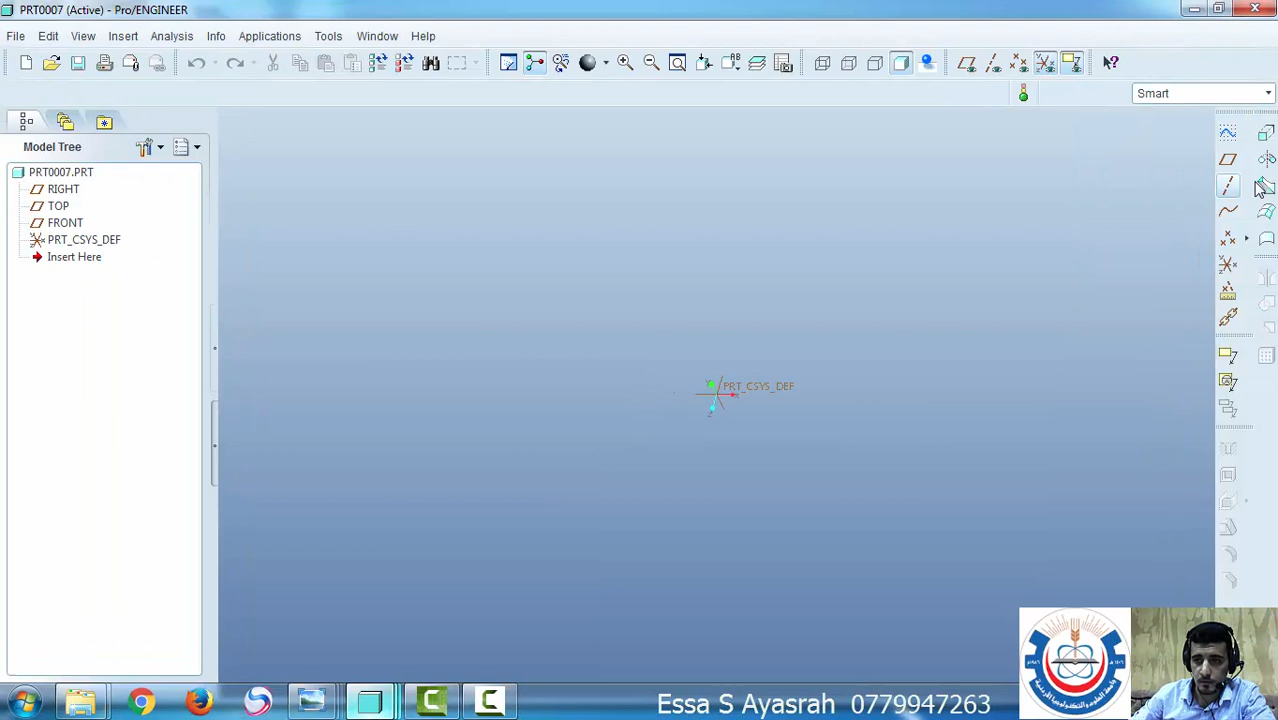 PRT0007 (Active) - Pro/ENGINEER
File Edit View Insert Analysis Info Applications Tools Window Help
Smart
Model Tree
PRT0007.PRT
RIGHT
TOP
FRONT
PRT_CSYS_DEF
Insert Here
PRT_CSYS_DEF
Y
X
Z
Essa S Ayasrah 0779947263